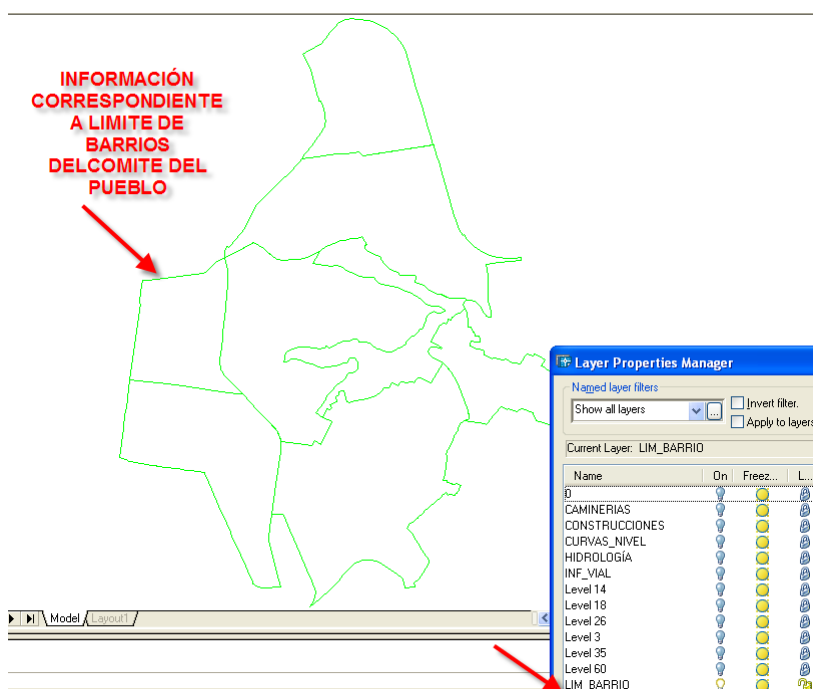 INFORMACIÓN
CORRESPONDIENTE
A LIMITE DE
BARRIOS
DELCOMITE DEL
PUEBLO
Layer Properties Manager
Named layer filters
Show all layers
...
Invert filter.
Apply to layers
Current Layer: LIM_BARRIO
Name On Freez... L...
0
CAMINERIAS
CONSTRUCCIONES
CURVAS_NIVEL
HIDROLOGÍA
INF_VIAL
Level 14
Level 18
Level 26
Level 3
Level 35
Level 60
LIM_BARRIO
Model Layout1